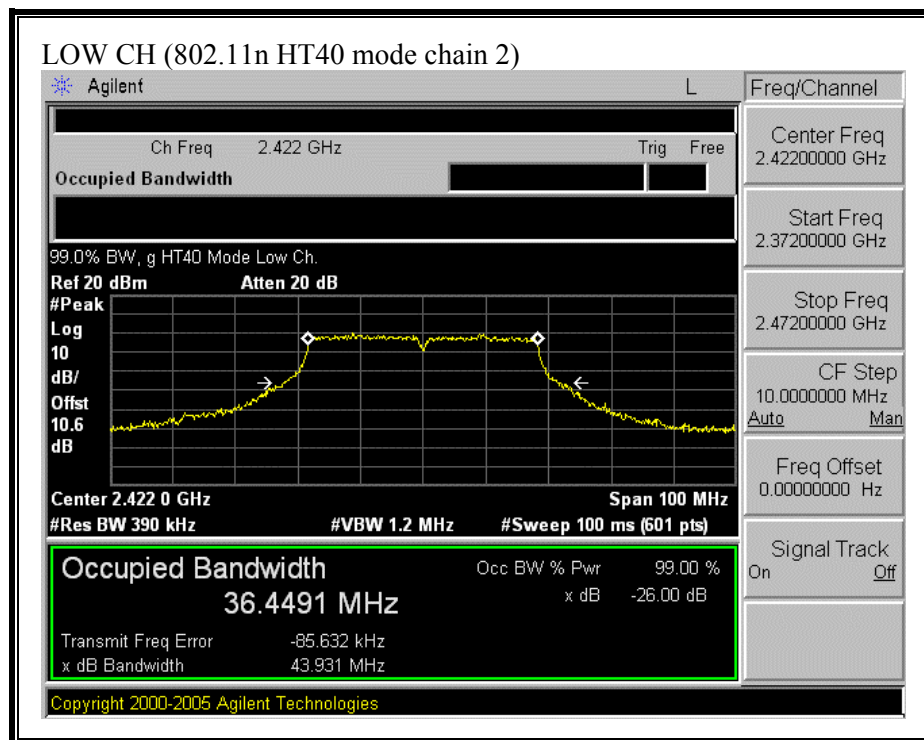 LOW CH (802.11n HT40 mode chain 2)
Agilent L Freq/Channel
Ch Freq 2.422 GHz Trig Free
Occupied Bandwidth
Center Freq
2.42200000 GHz
Start Freq
2.37200000 GHz
Stop Freq
2.47200000 GHz
CF Step
10.0000000 MHz
Auto Man
Freq Offset
0.00000000 Hz
Signal Track
On Off
99.0% BW, g HT40 Mode Low Ch.
Ref 20 dBm Atten 20 dB
#Peak
Log
10
dB/
Offst
10.6
dB
Center 2.422 0 GHz Span 100 MHz
#Res BW 390 kHz #VBW 1.2 MHz #Sweep 100 ms (601 pts)
Occupied Bandwidth Occ BW % Pwr 99.00 %
36.4491 MHz x dB -26.00 dB
Transmit Freq Error -85.632 kHz
x dB Bandwidth 43.931 MHz
Copyright 2000-2005 Agilent Technologies